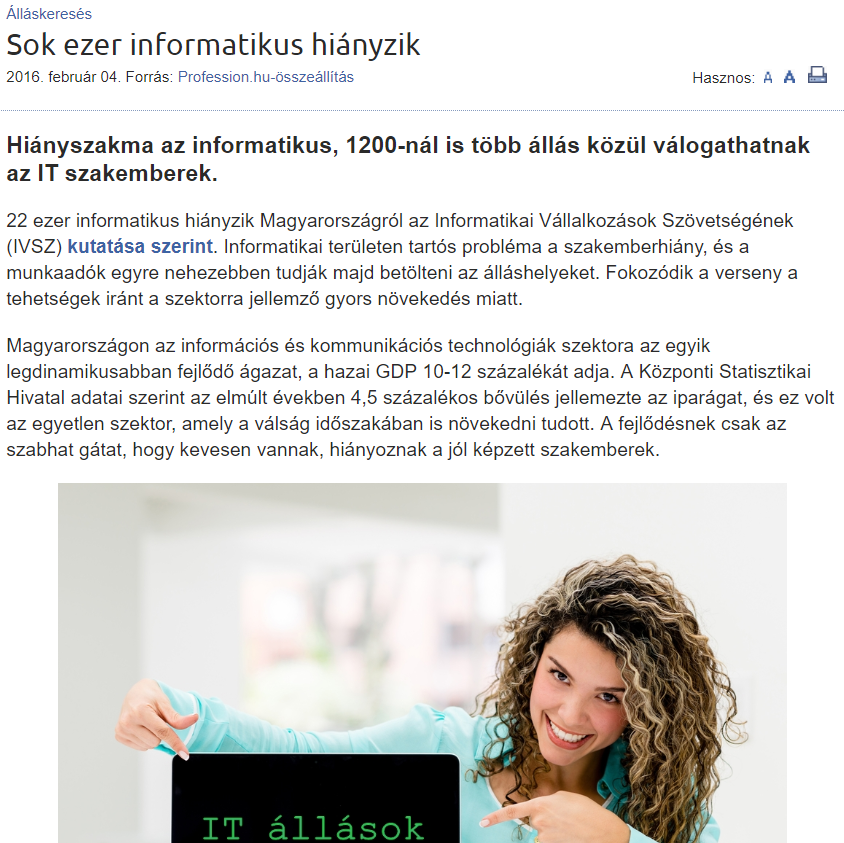 Álláskeresés
Sok ezer informatikus hiányzik
2016. február 04. Forrás: Profession.hu-összeállítás
Hasznos: A A
Hiányszakma az informatikus, 1200-nál is több állás közül válogathatnak
az IT szakemberek.
22 ezer informatikus hiányzik Magyarországról az Informatikai Vállalkozások Szövetségének
(IVSZ) kutatása szerint. Informatikai területen tartós probléma a szakemberhiány, és a
munkaadók egyre nehezebben tudják majd betölteni az álláshelyeket. Fokozódik a verseny a
tehetségek iránt a szektorra jellemző gyors növekedés miatt.
Magyarországon az információs és kommunikációs technológiák szektora az egyik
legdinamikusabban fejlődő ágazat, a hazai GDP 10-12 százalékát adja. A Központi Statisztikai
Hivatal adatai szerint az elmúlt években 4,5 százalékos bővülés jellemezte az iparágat, és ez volt
az egyetlen szektor, amely a válság időszakában is növekedni tudott. A fejlődésnek csak az
szabhat gátat, hogy kevesen vannak, hiányoznak a jól képzett szakemberek.
IT állások